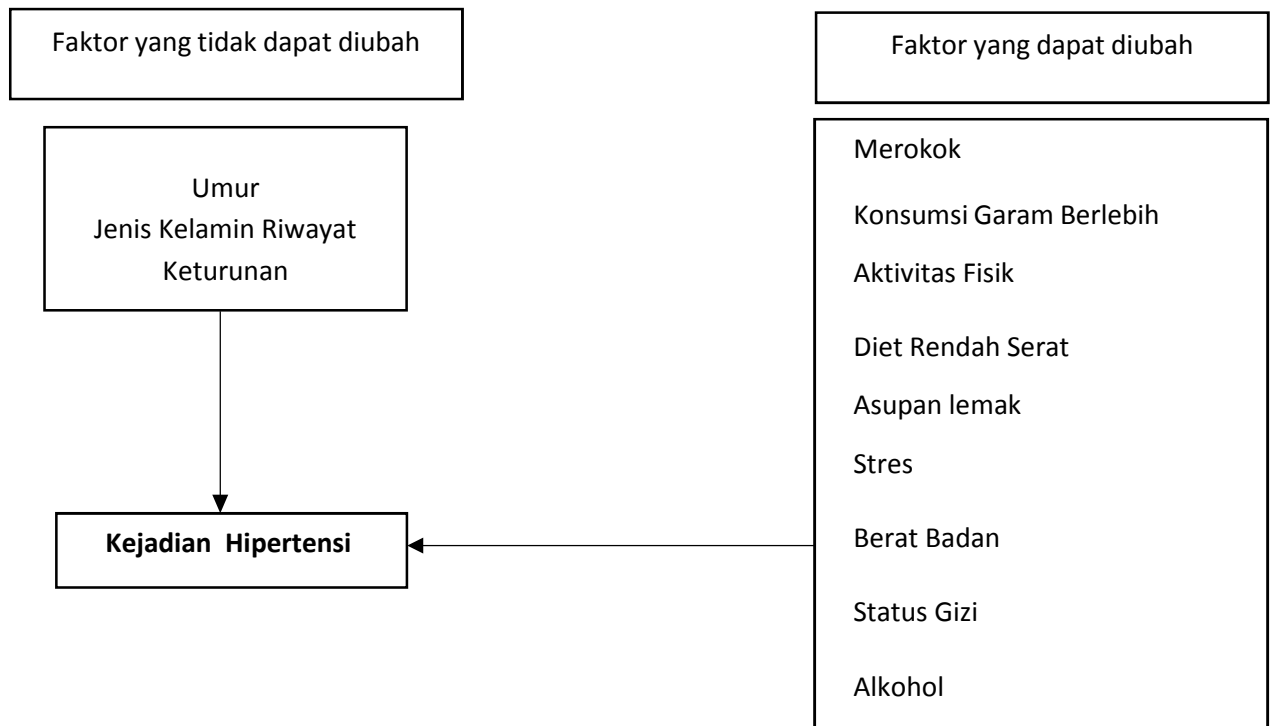 Faktor yang tidak dapat diubah
Faktor yang dapat diubah
Umur
Jenis Kelamin Riwayat
Keturunan
Merokok
Konsumsi Garam Berlebih
Aktivitas Fisik
Diet Rendah Serat
Asupan lemak
Stres
Berat Badan
Status Gizi
Alkohol
Kejadian Hipertensi